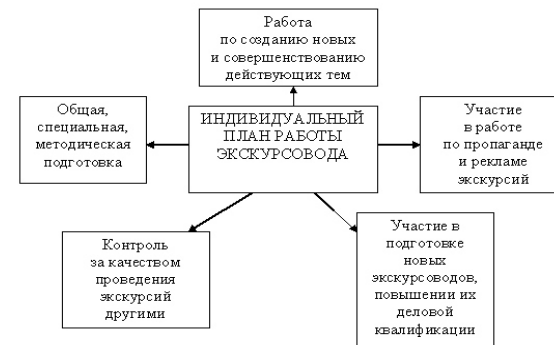 Работа
по созданию новых
и совершенствованию
действующих тем
Общая,
специальная,
методическая
подготовка
ИНДИВИДУАЛЬНЫЙ
ПЛАН РАБОТЫ
ЭКСКУРСОВОДА
Участие
в работе
по пропаганде
и рекламе
экскурсий
Контроль
за качеством
проведения
экскурсий
другими
Участие в
подготовке
новых
экскурсоводов,
повышении их
деловой
квалификации